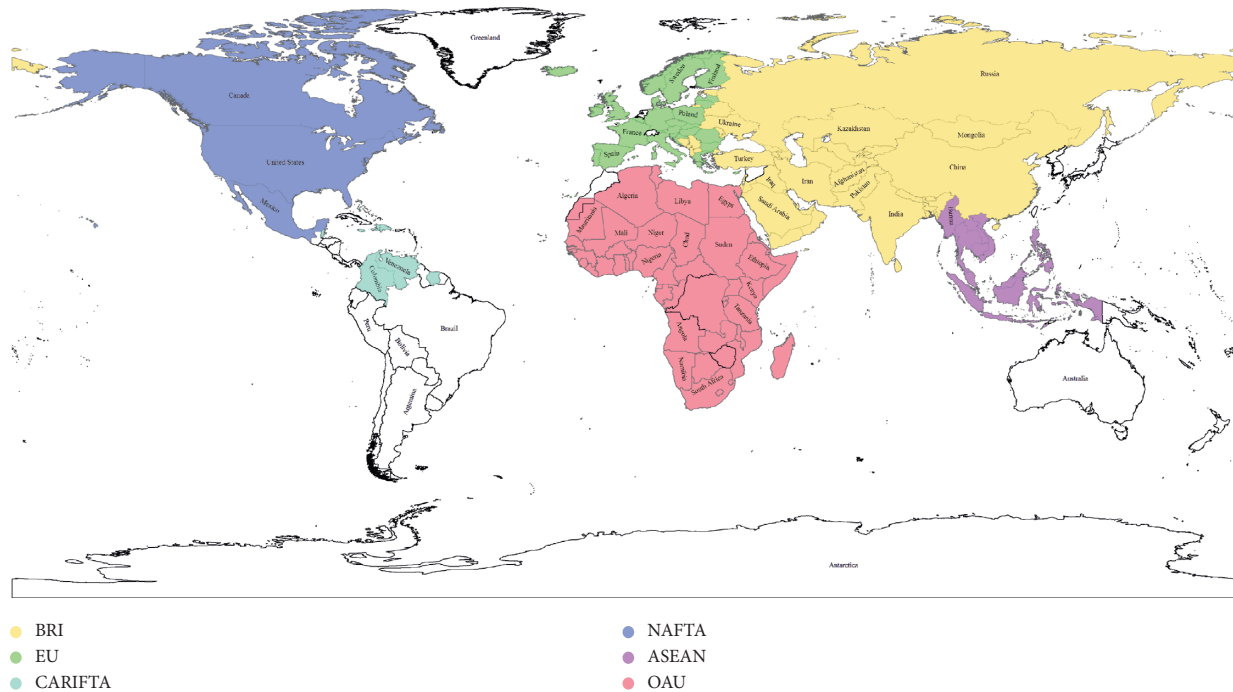 Greenland
Russia
Canada
Sweden
Finland
Poland
Ukraine
France
Kazakhstan
Mongolia
United States
Spain
Turkey
China
Iran
Afghanistan
Iraq
Pakistan
Mexico
Algeria
Libya
Egypt
Saudi Arabia
India
Mauritania
Mali
Niger
Chad
Sudan
Venezuela
Colombia
Nigeria
Ethiopia
Kenya
Tanzania
Peru
Brazil
Angola
Bolivia
Namibia
South Africa
Australia
Argentina
Antarctica
BRI
EU
CARIFTA
NAFTA
ASEAN
OAU